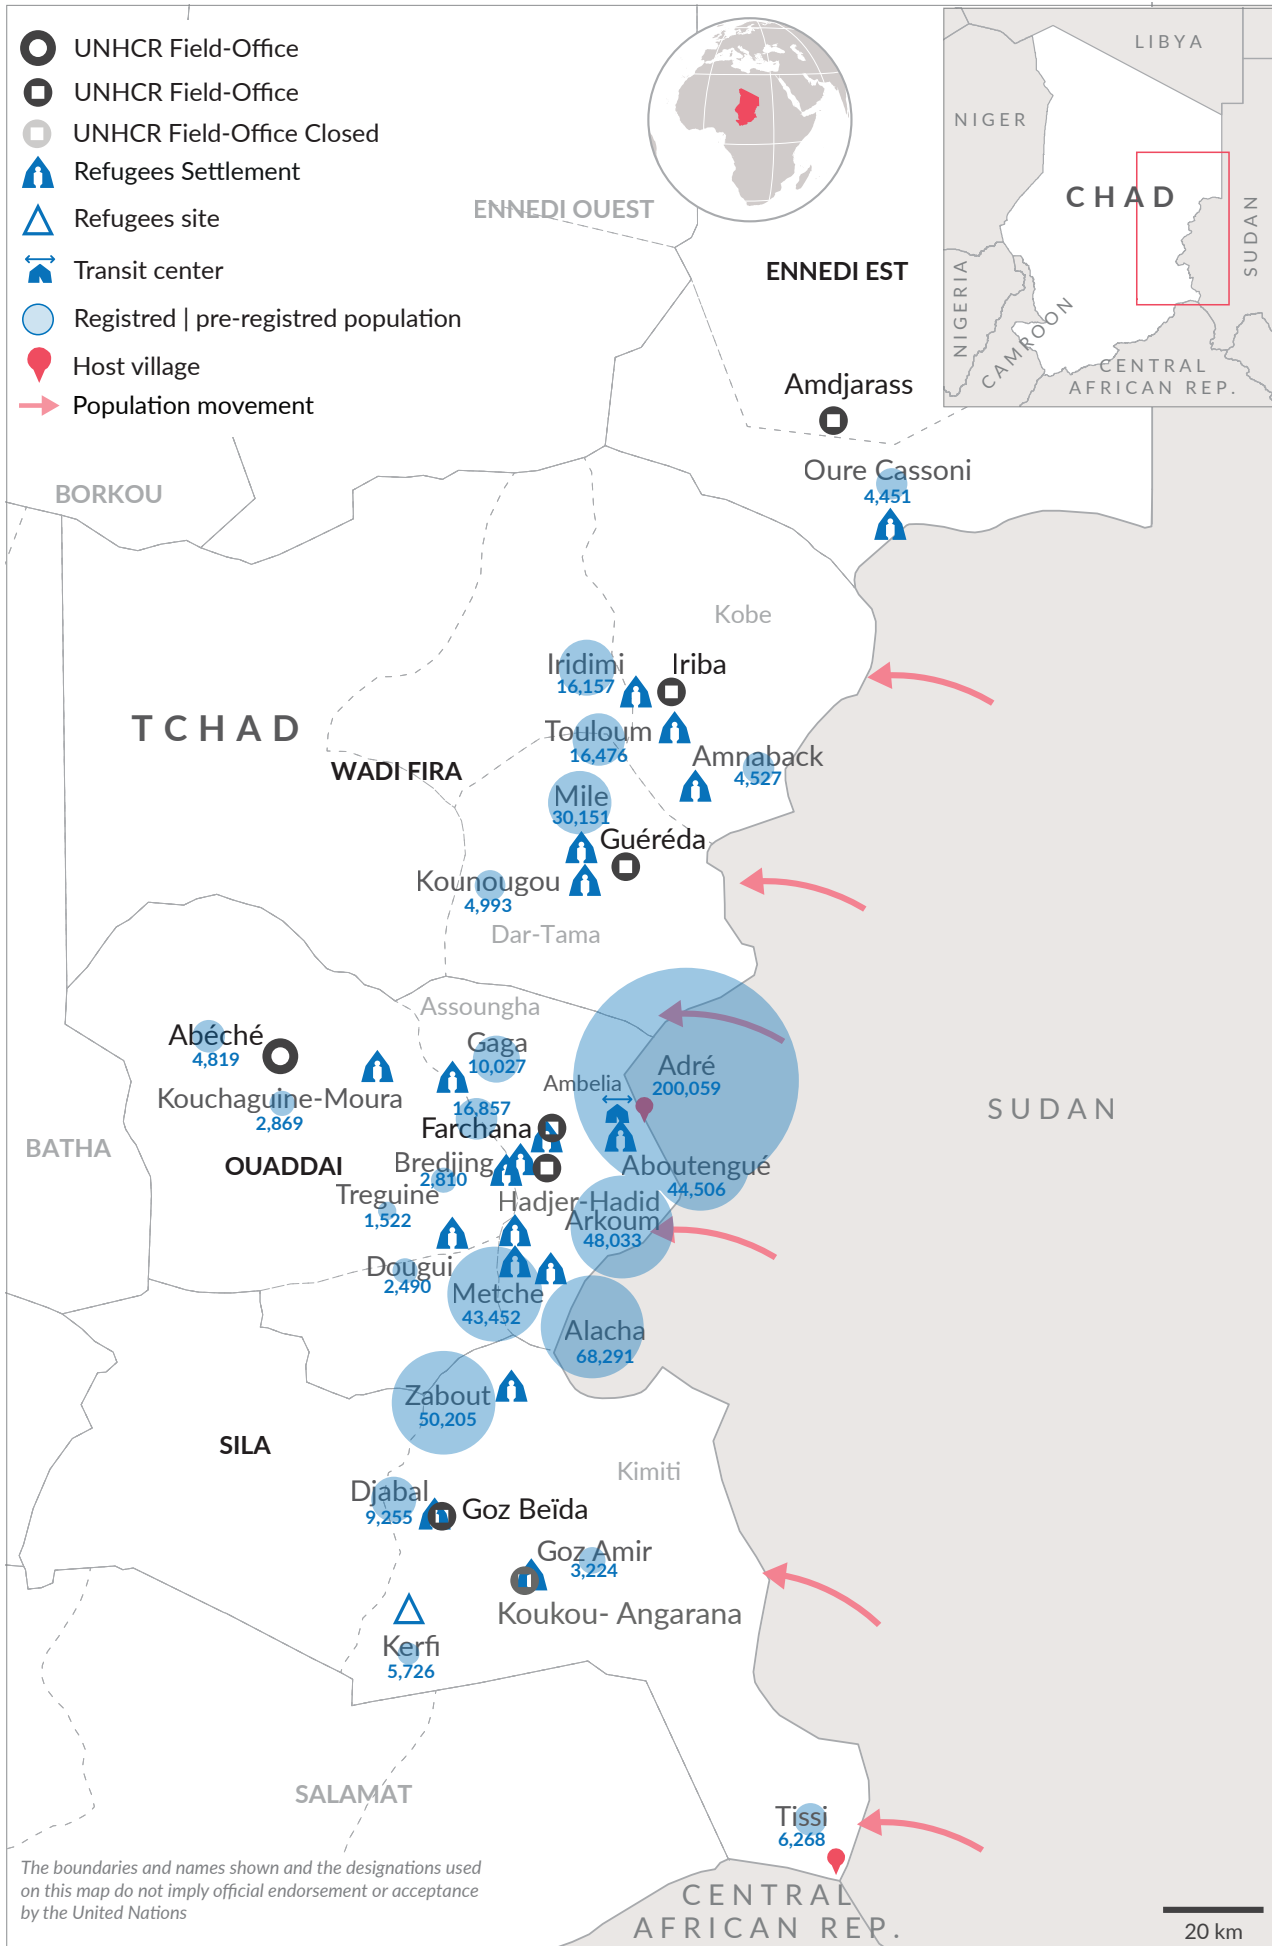 UNHCR Field-Office
UNHCR Field-Office
UNHCR Field-Office Closed
Refugees Settlement
Refugees site
Transit center
Registred | pre-registred population
Host village
Population movement
LIBYA
NIGER
CHAD
SUDAN
NIGERIA
CAMROON
CENTRAL
AFRICAN REP.
ENNEDI OUEST
ENNEDI EST
Amdjarass
Oure Cassoni
4,451
BORKOU
Kobe
Iridimi
16,157
Iriba
TCHAD
Touloum
16,476
Amnaback
4,527
WADI FIRA
Mile
30,151
Guéréda
Kounougou
4,993
Dar-Tama
Assoungha
Abéché
4,819
Gaga
10,027
Adré
200,059
Ambelia
Kouchaguine-Moura
2,869
16,857
Farchana
SUDAN
BATHA
OUADDAI
Bredjing
2,810
Aboutengué
44,506
Treguine
1,522
Hadjer-Hadid
Arkoum
48,033
Dougui
2,490
Metche
43,452
Alacha
68,291
Zabout
50,205
SILA
Kimiti
Djabal
9,255
Goz Beïda
Goz Amir
3,224
Koukou- Angarana
Kerfi
5,726
SALAMAT
Tissi
6,268
The boundaries and names shown and the designations used
on this map do not imply official endorsement or acceptance
by the United Nations
CENTRAL
AFRICAN REP.
20 km